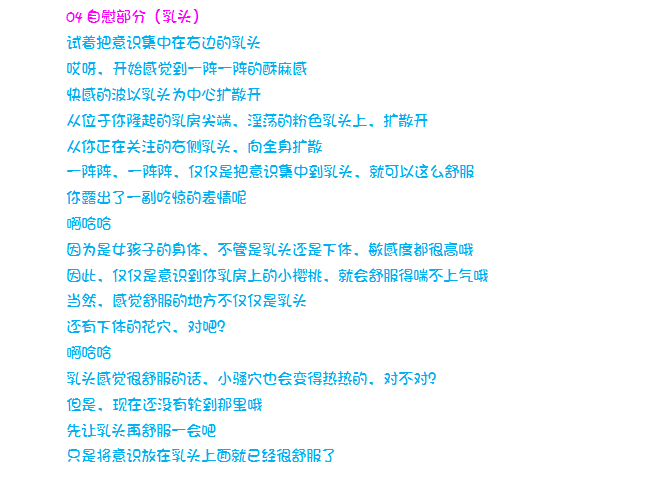 04 自慰部分（乳头）
试着把意识集中在右边的乳头
哎呀、开始感觉到一阵一阵的酥麻感
快感的波以乳头为中心扩散开
从位于你隆起的乳房尖端、淫荡的粉色乳头上、扩散开
从你正在关注的右侧乳头、向全身扩散
一阵阵、一阵阵、仅仅是把意识集中到乳头、就可以这么舒服
你露出了一副吃惊的表情呢
啊哈哈
因为是女孩子的身体、不管是乳头还是下体、敏感度都很高哦
因此、仅仅是意识到你乳房上的小樱桃、就会舒服得喘不上气哦
当然、感觉舒服的地方不仅仅是乳头
还有下体的花穴、对吧？
啊哈哈
乳头感觉很舒服的话、小骚穴也会变得热热的、对不对？
但是、现在还没有轮到那里哦
先让乳头再舒服一会吧
只是将意识放在乳头上面就已经很舒服了